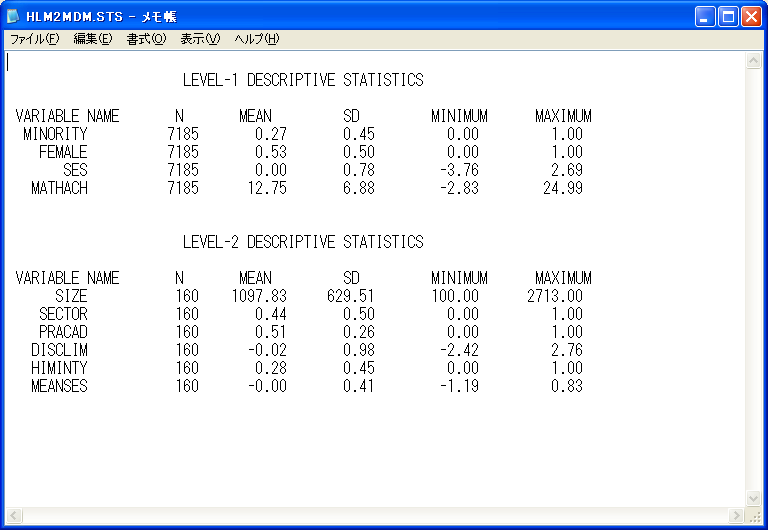 HLM2MDM.STS - メモ帳
ファイル(F) 編集(E) 書式(O) 表示(V) ヘルプ(H)
LEVEL-1 DESCRIPTIVE STATISTICS
VARIABLE NAME N MEAN SD MINIMUM MAXIMUM
MINORITY 7185 0.27 0.45 0.00 1.00
FEMALE 7185 0.53 0.50 0.00 1.00
SES 7185 0.00 0.78 -3.76 2.69
MATHACH 7185 12.75 6.88 -2.83 24.99
LEVEL-2 DESCRIPTIVE STATISTICS
VARIABLE NAME N MEAN SD MINIMUM MAXIMUM
SIZE 160 1097.83 629.51 100.00 2713.00
SECTOR 160 0.44 0.50 0.00 1.00
PRACAD 160 0.51 0.26 0.00 1.00
DISCLIM 160 -0.02 0.98 -2.42 2.76
HIMINTY 160 0.28 0.45 0.00 1.00
MEANSES 160 -0.00 0.41 -1.19 0.83